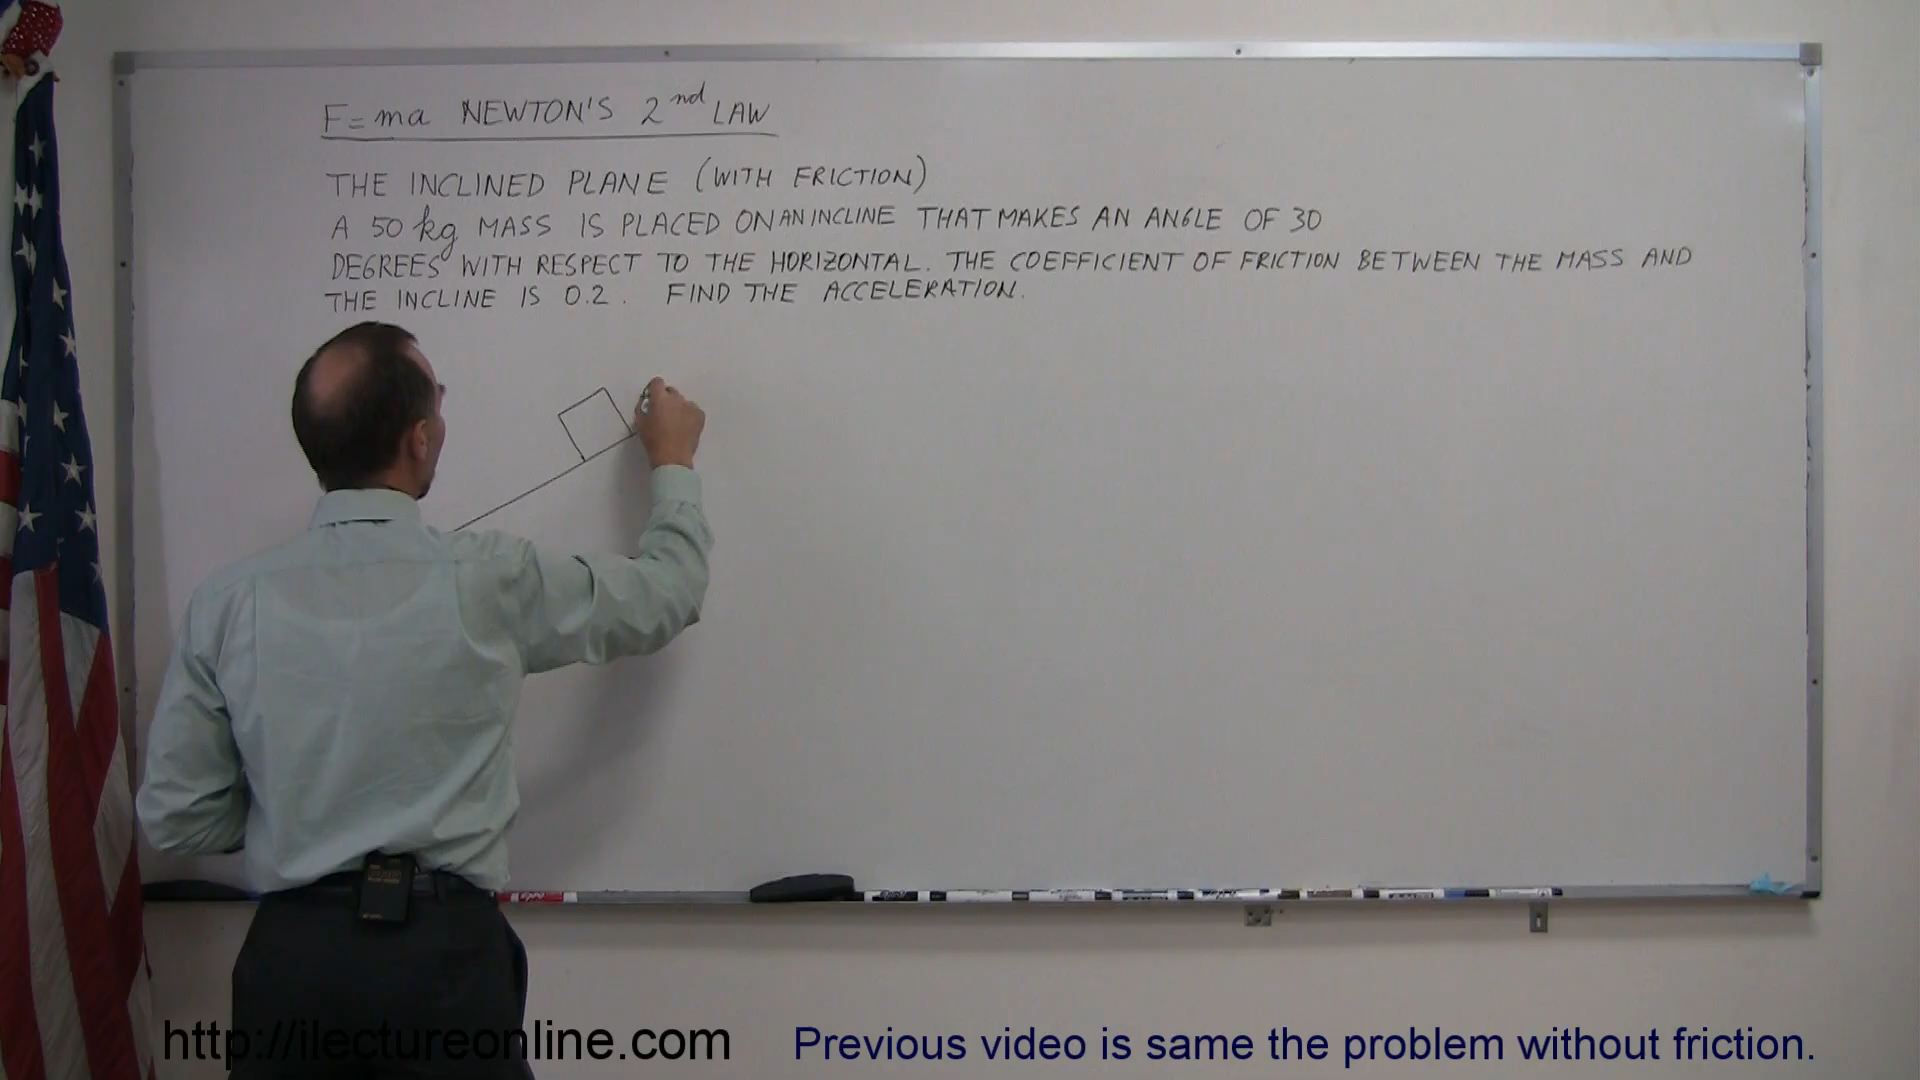 F=ma NEWTON'S 2nd LAW
THE INCLINED PLANE (WITH FRICTION)
A 50 kg MASS IS PLACED ON AN INCLINE THAT MAKES AN ANGLE OF 30
DEGREES WITH RESPECT TO THE HORIZONTAL. THE COEFFICIENT OF FRICTION BETWEEN THE MASS AND
THE INCLINE IS 0.2. FIND THE ACCELERATION.
http://ilectureonline.com Previous video is same the problem without friction.